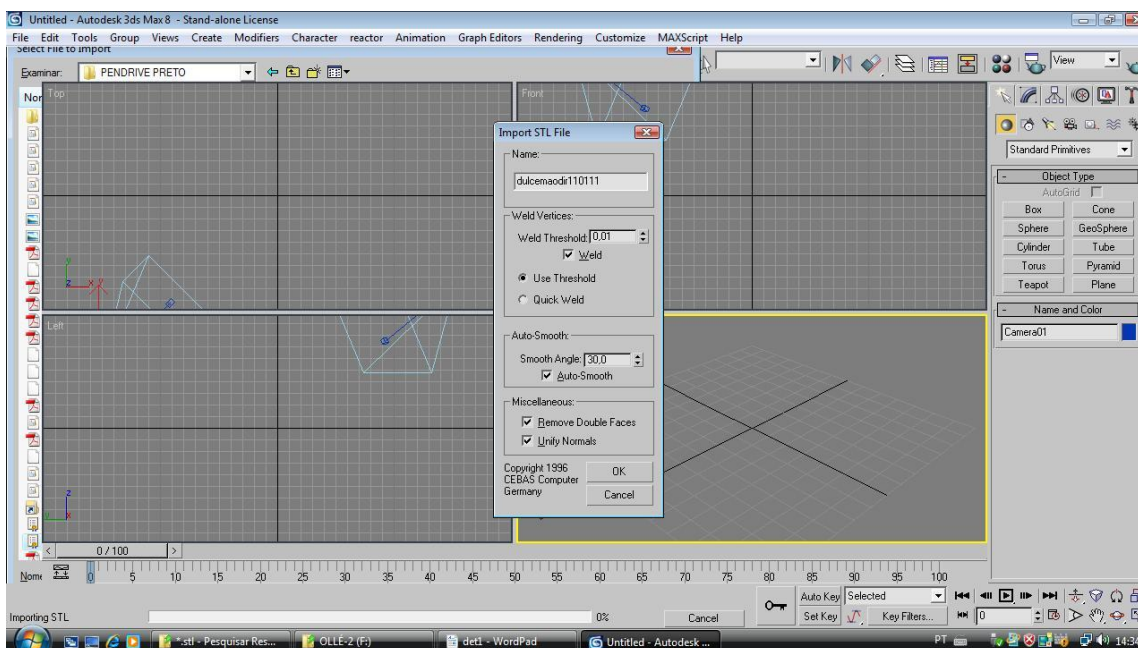 Untitled - Autodesk 3ds Max 8 - Stand-alone License
File Edit Tools Group Views Create Modifiers Character reactor Animation Graph Editors Rendering Customize MAXScript Help
Select File to Import
Examinar: PENDRIVE PRETO
View
Nor
Top
Front
Import STL File
Name:
dulcemaodir110111
Weld Vertices:
Weld Threshold: 0,01
Weld
Use Threshold
Quick Weld
Auto-Smooth:
Smooth Angle: 30,0
Auto-Smooth
Miscellaneous:
Remove Double Faces
Unify Normals
Copyright 1996
CEBAS Computer
Germany
OK
Cancel
Left
Standard Primitives
Object Type
AutoGrid
Box Cone
Sphere GeoSphere
Cylinder Tube
Torus Pyramid
Teapot Plane
Name and Color
Camera01
0 / 100
Nome
0 5 10 15 20 25 30 35 40 45 50 55 60 65 70 75 80 85 90 95 100
Auto Key Selected
Importing STL 0% Cancel
Set Key Key Filters... 0
*.stl - Pesquisar Res... OLLÉ-2 (F:) det1 - WordPad Untitled - Autodesk ... PT 14:34